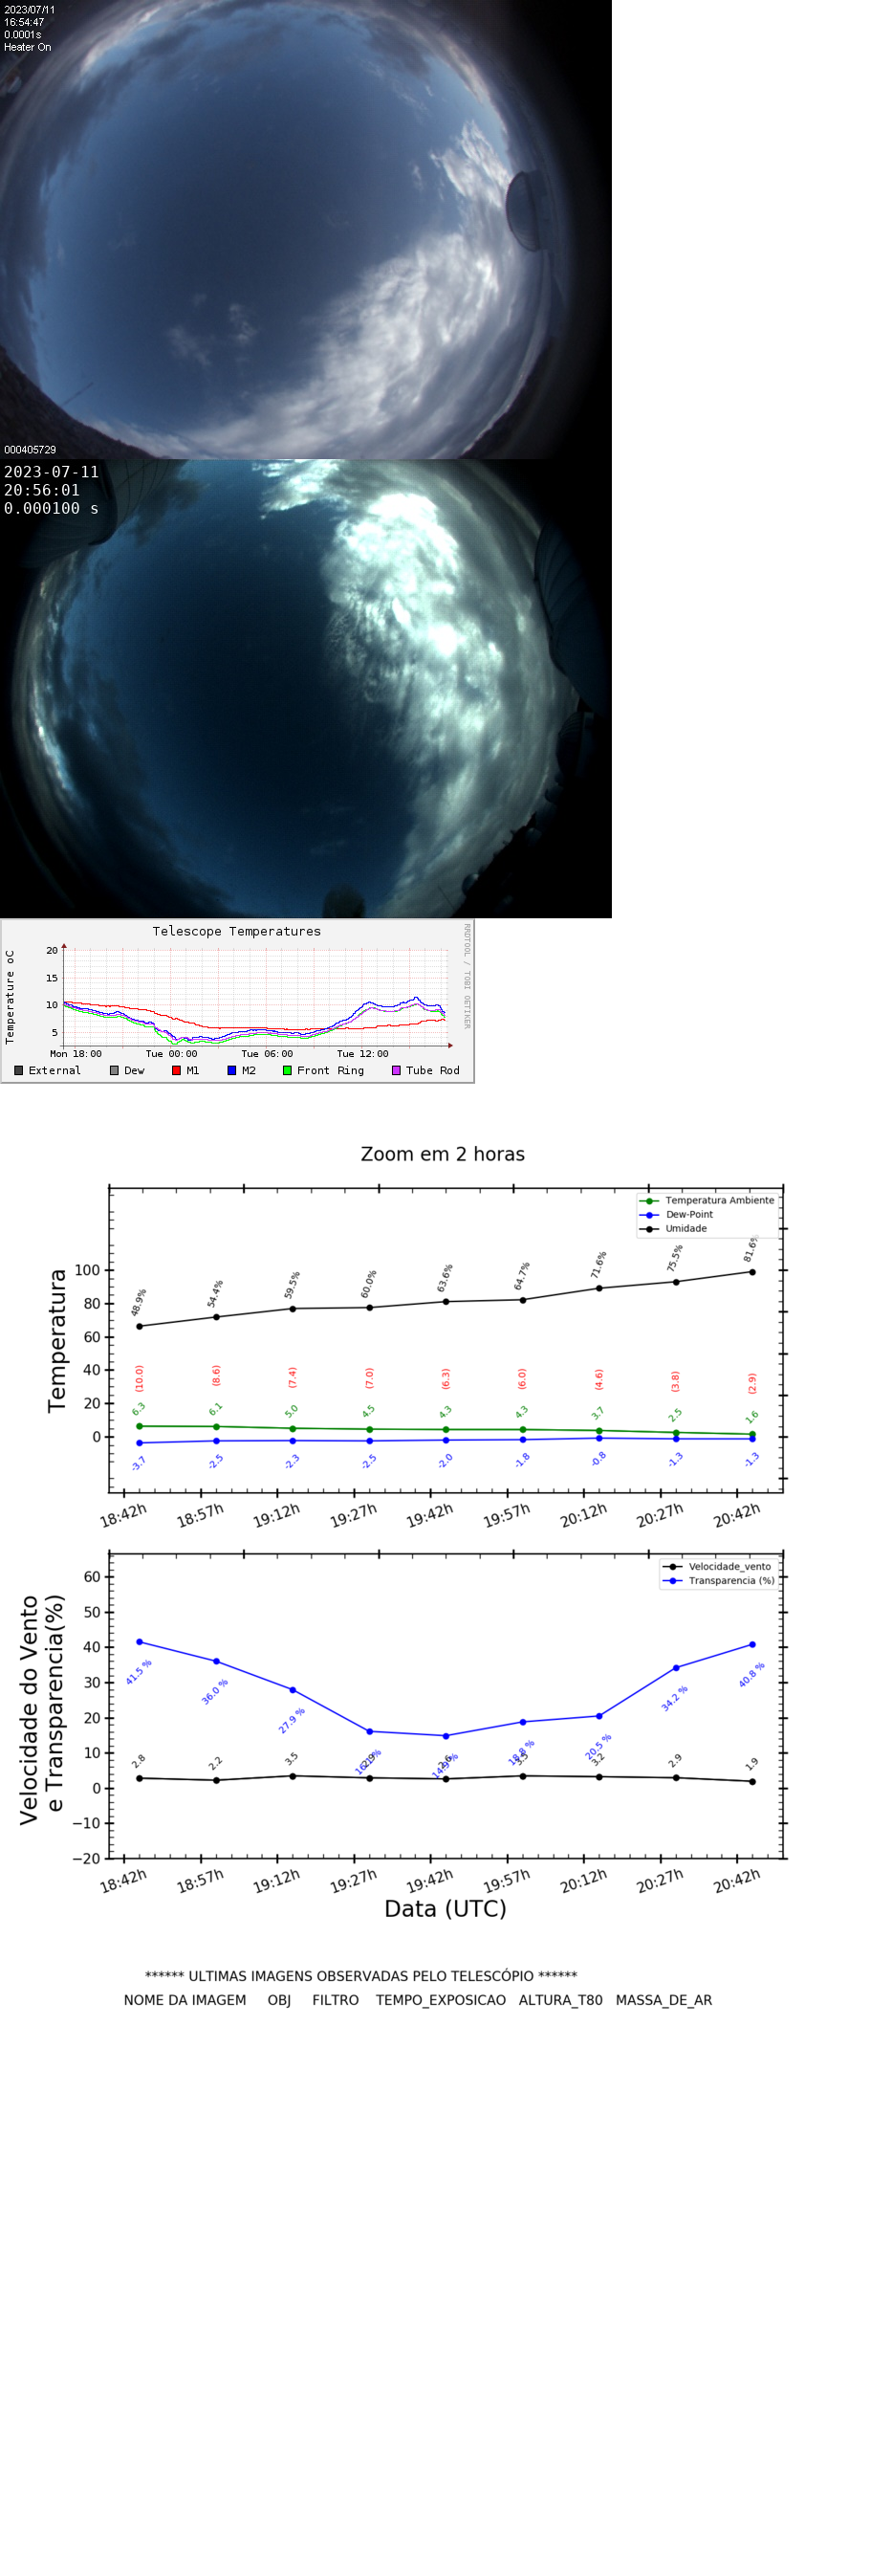 2023/07/11
16:54:47
0.0001s
Heater On
000405729
2023-07-11
20:56:01
0.000100 s
Telescope Temperatures
RRDTOOL / TOBI OETIKER
Temperature oC
20
15
10
5
Mon 18:00 Tue 00:00 Tue 06:00 Tue 12:00
External Dew M1 M2 Front Ring Tube Rod
Zoom em 2 horas
Temperatura Ambiente
Dew-Point
Umidade
Temperatura
100
80
60
40
20
0
48.9% 54.4% 59.5% 60.0% 63.6% 64.7% 71.6% 75.5% 81.6%
(10.0) (8.6) (7.4) (7.0) (6.3) (6.0) (4.6) (3.8) (2.9)
6.3 6.1 5.0 4.5 4.3 4.3 3.7 2.5 1.6
-3.7 -2.5 -2.3 -2.5 -2.0 -1.8 -0.8 -1.3 -1.3
18:42h 18:57h 19:12h 19:27h 19:42h 19:57h 20:12h 20:27h 20:42h
Velocidade_vento
Transparencia (%)
Velocidade do Vento
e Transparencia(%)
60
50
40
30
20
10
0
−10
−20
41.5 % 36.0 % 27.9 % 20.5 % 34.2 % 40.8 %
2.8 2.2 3.5 3.2 2.9 1.9
18:42h 18:57h 19:12h 19:27h 19:42h 19:57h 20:12h 20:27h 20:42h
Data (UTC)
****** ULTIMAS IMAGENS OBSERVADAS PELO TELESCÓPIO ******
NOME DA IMAGEM OBJ FILTRO TEMPO_EXPOSICAO ALTURA_T80 MASSA_DE_AR